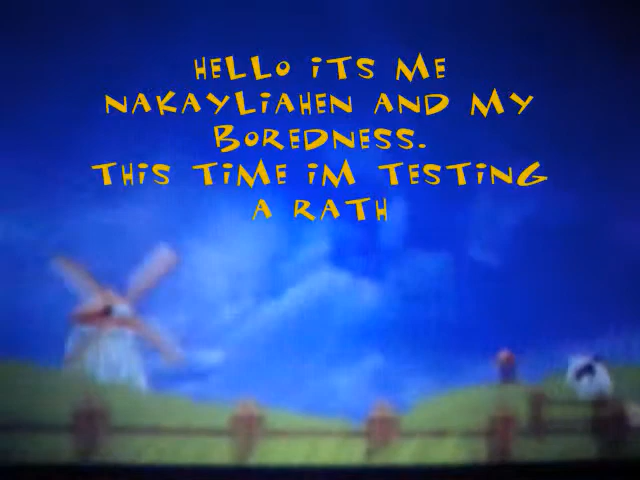 HELLO iTS ME
NAKAYLiAHEN AND MY
BOREDNESS.
THiS TiME iM TESTiNG
A RATH